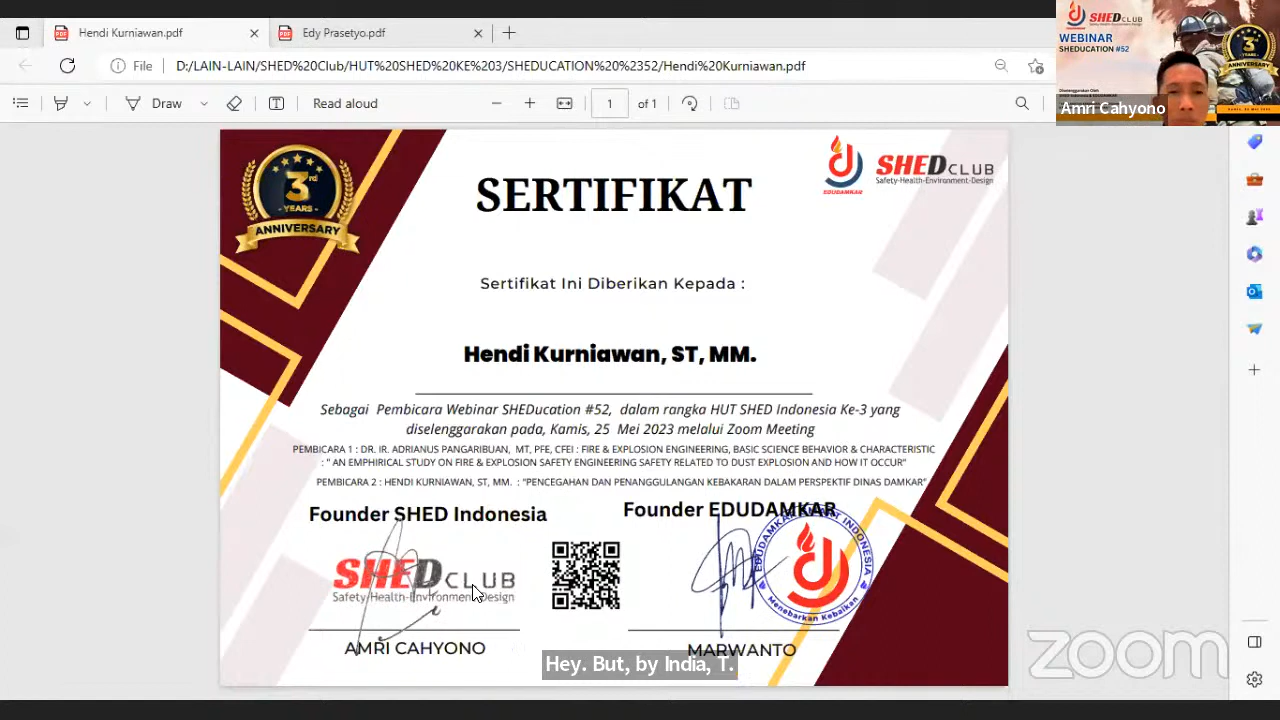 Hendi Kurniawan.pdf
Edy Prasetyo.pdf
File
D:/LAIN-LAIN/SHED%20Club/HUT%20SHED%20KE%203/SHEDUCATION%20%2352/Hendi%20Kurniawan.pdf
Draw
Read aloud
1
of 1
SHEDCLUB
WEBINAR
SHEDUCATION #52
3rd
YEARS
ANNIVERSARY
Amri Cahyono
3rd
- YEARS -
ANNIVERSARY
EDUDAMKAR
SHEDCLUB
Safety-Health-Environment-Design
SERTIFIKAT
Sertifikat Ini Diberikan Kepada :
Hendi Kurniawan, ST, MM.
Sebagai Pembicara Webinar SHEDucation #52, dalam rangka HUT SHED Indonesia Ke-3 yang
diselenggarakan pada, Kamis, 25 Mei 2023 melalui Zoom Meeting
PEMBICARA 1 : DR. IR. ADRIANUS PANGARIBUAN, MT, PFE, CFEI : FIRE & EXPLOSION ENGINEERING, BASIC SCIENCE BEHAVIOR & CHARACTERISTIC
: " AN EMPHIRICAL STUDY ON FIRE & EXPLOSION SAFETY ENGINEERING SAFETY RELATED TO DUST EXPLOSION AND HOW IT OCCUR"
PEMBICARA 2 : HENDI KURNIAWAN, ST, MM. : "PENCEGAHAN DAN PENANGGULANGAN KEBAKARAN DALAM PERSPEKTIF DINAS DAMKAR"
Founder SHED Indonesia
Founder EDUDAMKAR
SHEDCLUB
Safety-Health-Environment-Design
Menebarkan Kebaikan
AMRI CAHYONO
MARWANTO
Hey. But, by India, T.
zoom